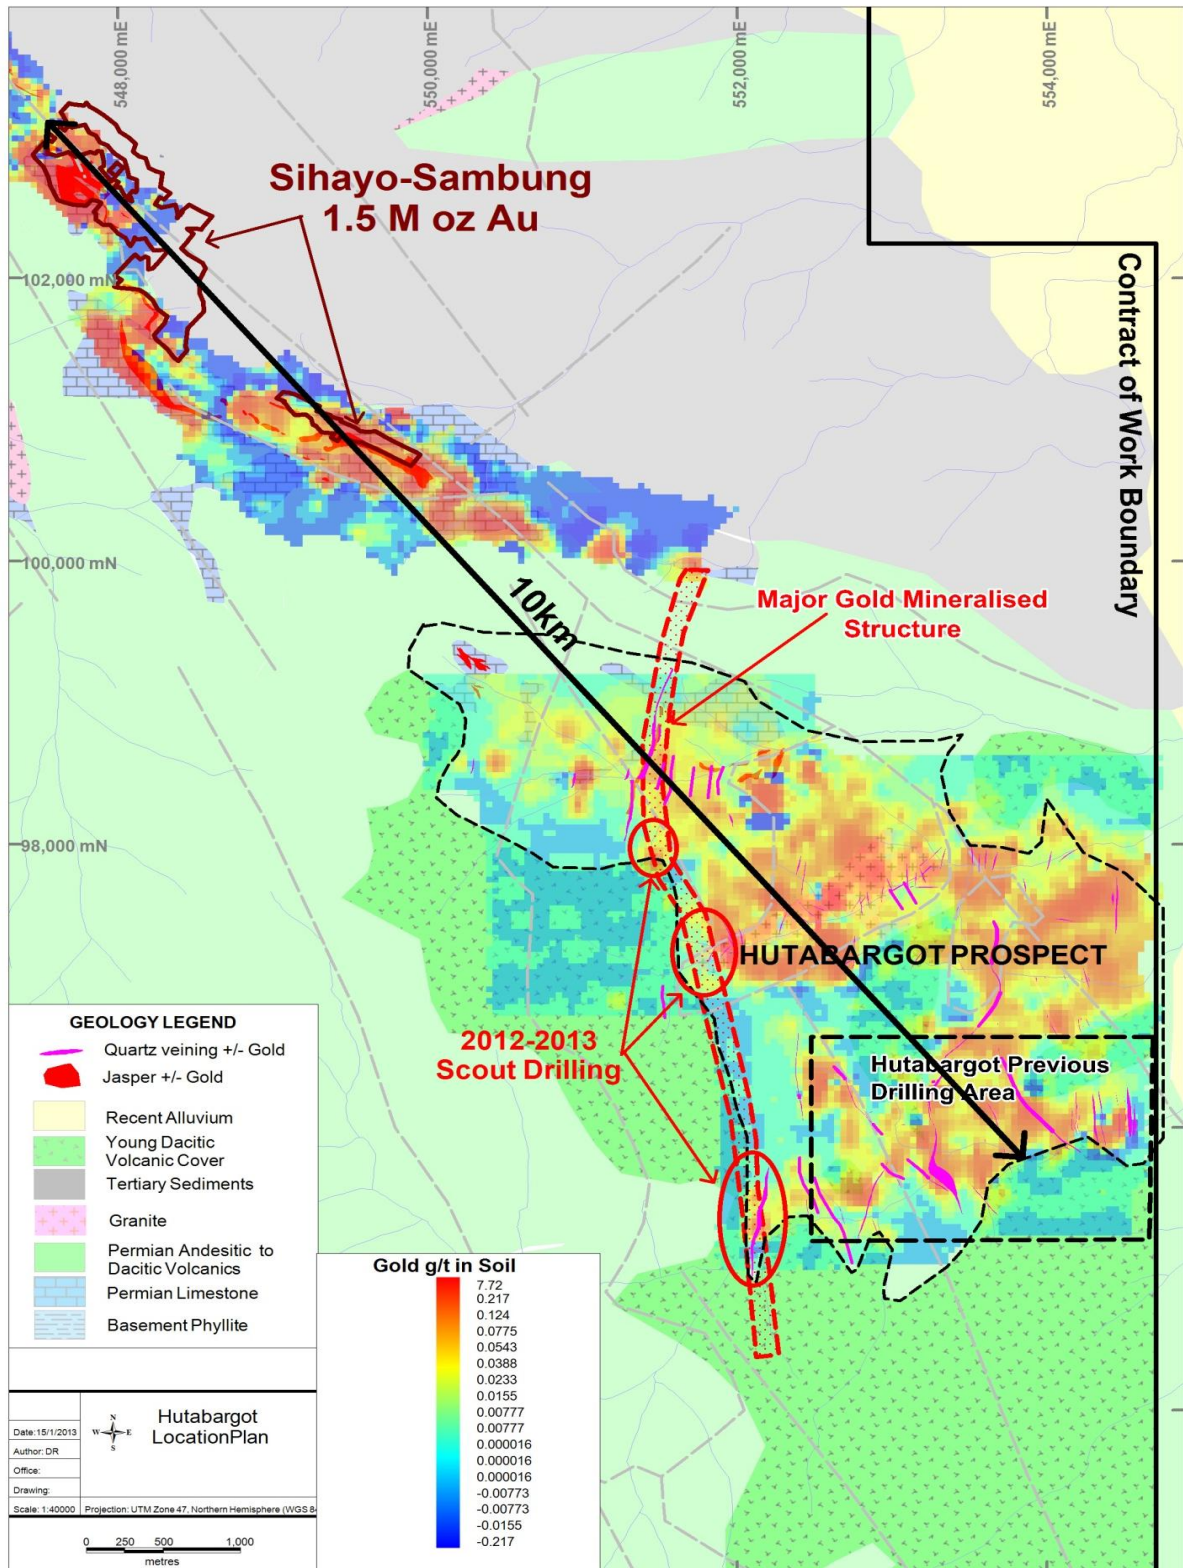 548,000 mE
550,000 mE
552,000 mE
554,000 mE
Sihayo-Sambung
1.5 M oz Au
102,000 mN
Contract of Work Boundary
100,000 mN
10km
Major Gold Mineralised
Structure
98,000 mN
HUTABARGOT PROSPECT
2012-2013
Scout Drilling
Hutabargot Previous
Drilling Area
GEOLOGY LEGEND
Quartz veining +/- Gold
Jasper +/- Gold
Recent Alluvium
Young Dacitic
Volcanic Cover
Tertiary Sediments
Granite
Permian Andesitic to
Dacitic Volcanics
Permian Limestone
Basement Phyllite
Gold g/t in Soil
7.72
0.217
0.124
0.0775
0.0543
0.0388
0.0233
0.0155
0.00777
0.00777
0.000016
0.000016
0.000016
-0.00773
-0.00773
-0.0155
-0.217
Date:15/1/2013
Author: DR
Office:
Drawing:
Scale: 1:40000
N
W E
S
Hutabargot
LocationPlan
Projection: UTM Zone 47, Northern Hemisphere (WGS 84
0 250 500 1,000
metres